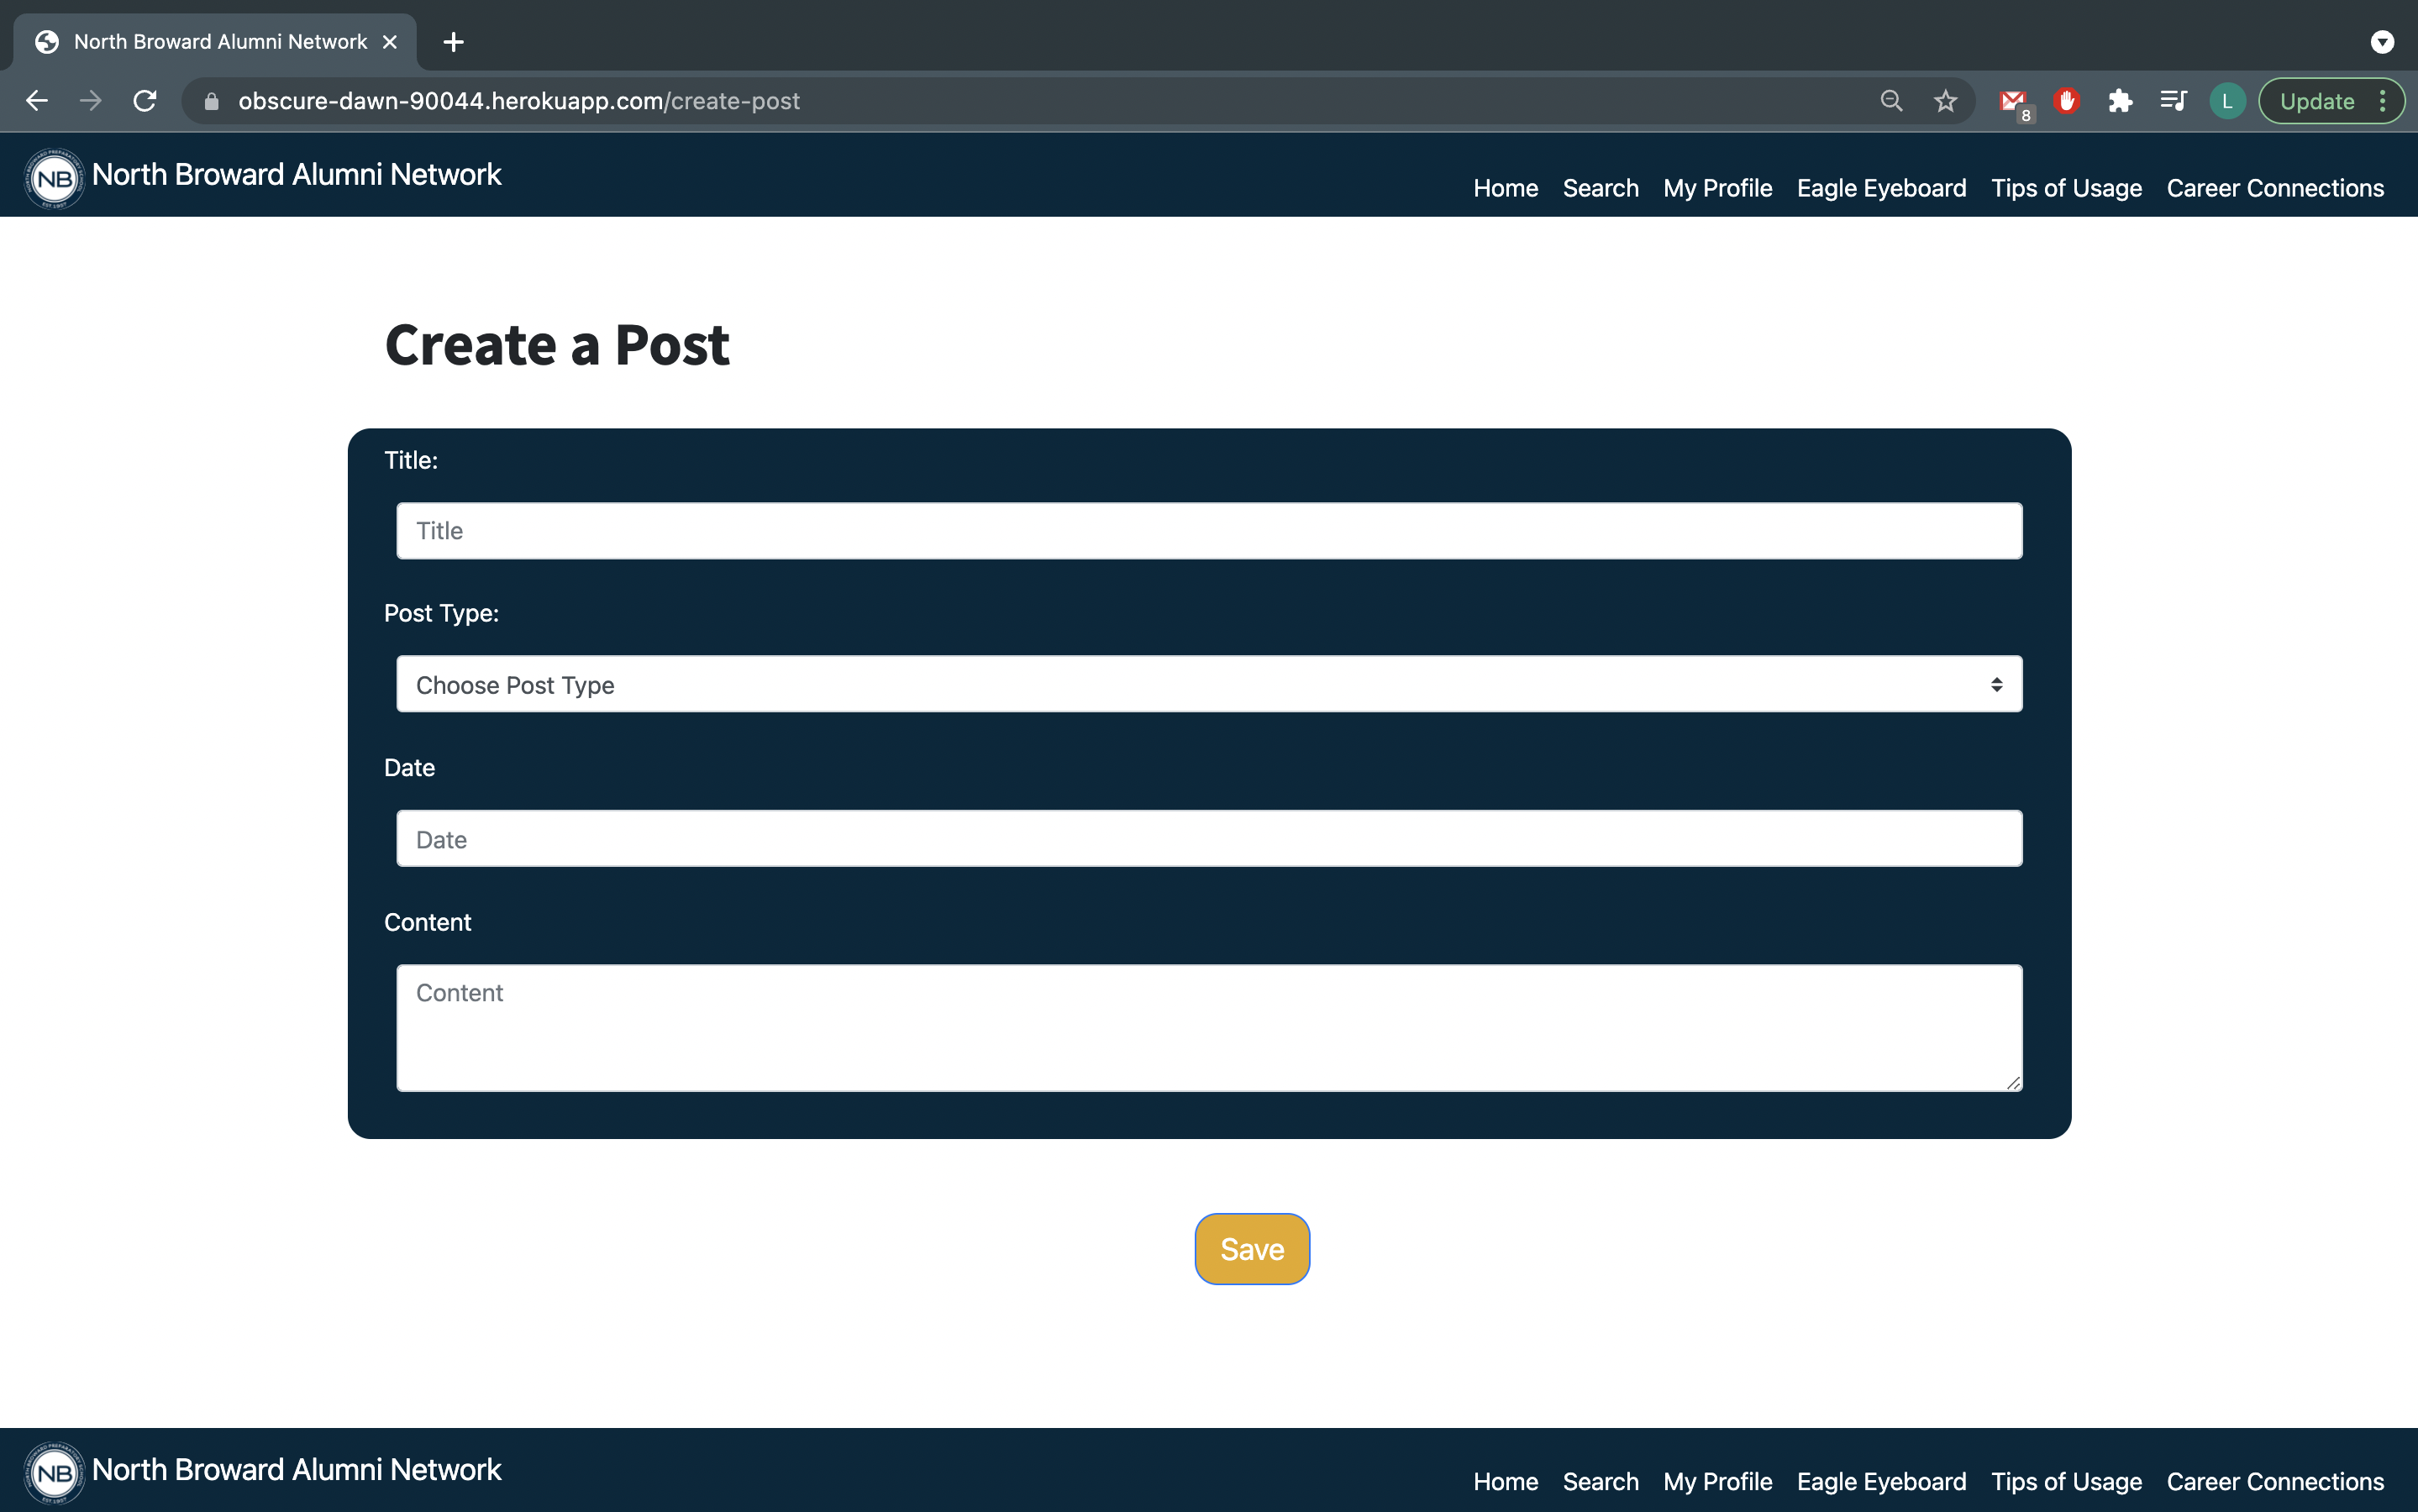 North Broward Alumni Network
obscure-dawn-90044.herokuapp.com/create-post
8
L
Update
NB
North Broward Alumni Network
Home Search My Profile Eagle Eyeboard Tips of Usage Career Connections
Create a Post
Title:
Title
Post Type:
Choose Post Type
Date
Date
Content
Content
Save
NB
North Broward Alumni Network
Home Search My Profile Eagle Eyeboard Tips of Usage Career Connections